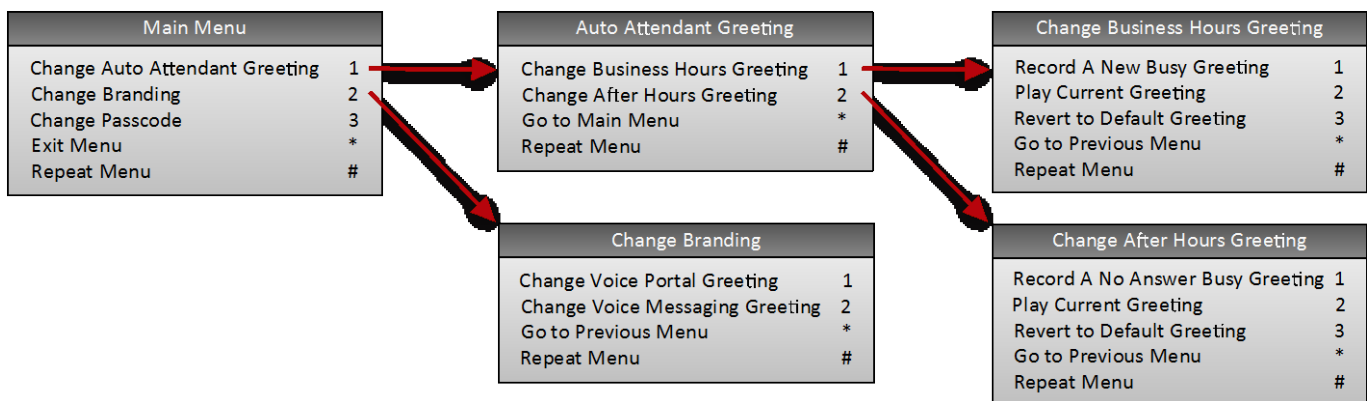 Main Menu
Change Auto Attendant Greeting 1
Change Branding 2
Change Passcode 3
Exit Menu *
Repeat Menu #
Auto Attendant Greeting
Change Business Hours Greeting 1
Change After Hours Greeting 2
Go to Main Menu *
Repeat Menu #
Change Business Hours Greeting
Record A New Busy Greeting 1
Play Current Greeting 2
Revert to Default Greeting 3
Go to Previous Menu *
Repeat Menu #
Change Branding
Change Voice Portal Greeting 1
Change Voice Messaging Greeting 2
Go to Previous Menu *
Repeat Menu #
Change After Hours Greeting
Record A No Answer Busy Greeting 1
Play Current Greeting 2
Revert to Default Greeting 3
Go to Previous Menu *
Repeat Menu #